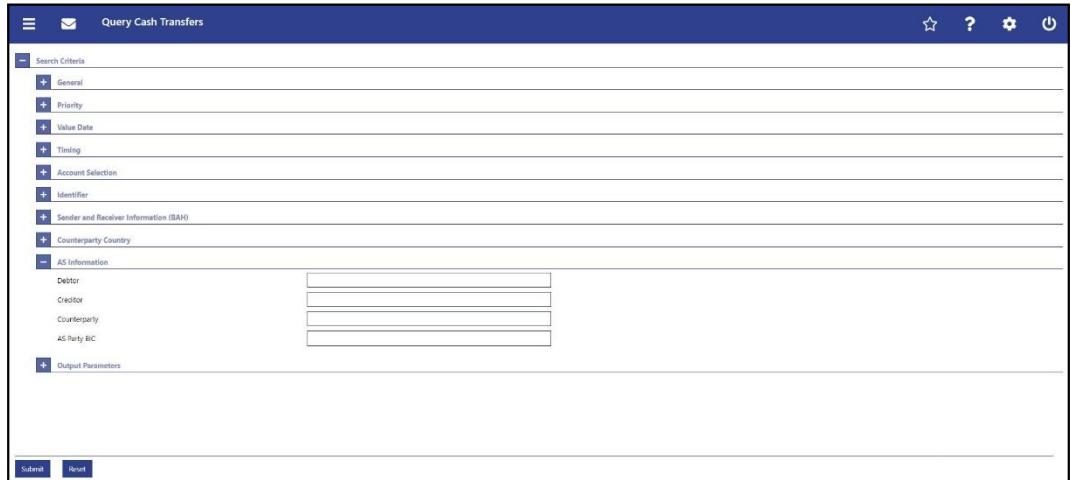 Query Cash Transfers
Search Criteria
General
Priority
Value Date
Timing
Account Selection
Identifier
Sender and Receiver Information (BAH)
Counterparty Country
AS Information
Debtor
Creditor
Counterparty
AS Party BIC
Output Parameters
Submit Reset